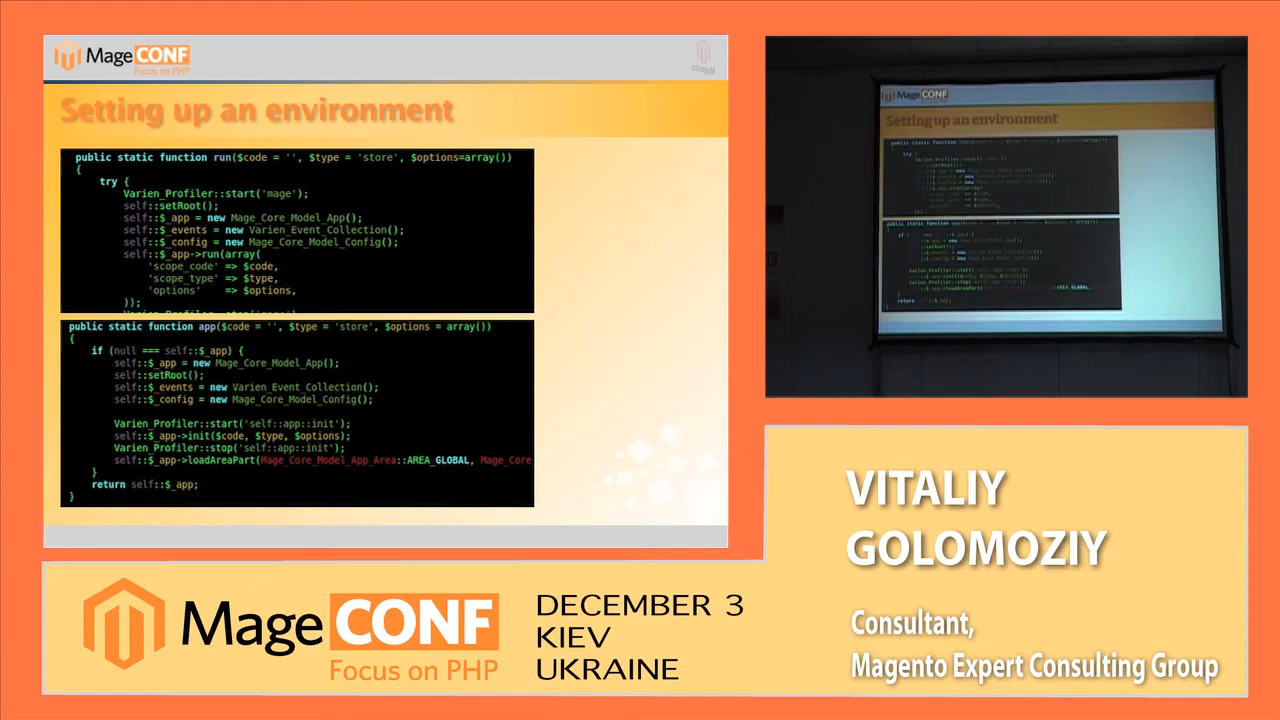 MageCONF
Focus on PHP
Setting up an environment
public static function run($code = '', $type = 'store', $options=array())
{
try {
Varien_Profiler::start('mage');
self::setRoot();
self::$_app = new Mage_Core_Model_App();
self::$_events = new Varien_Event_Collection();
self::$_config = new Mage_Core_Model_Config();
self::$_app->run(array(
'scope_code' => $code,
'scope_type' => $type,
'options' => $options,
));
public static function app($code = '', $type = 'store', $options = array())
{
if (null === self::$_app) {
self::$_app = new Mage_Core_Model_App();
self::setRoot();
self::$_events = new Varien_Event_Collection();
self::$_config = new Mage_Core_Model_Config();
Varien_Profiler::start('self::app::init');
self::$_app->init($code, $type, $options);
Varien_Profiler::stop('self::app::init');
self::$_app->loadAreaPart(Mage_Core_Model_App_Area::AREA_GLOBAL, Mage_Core
}
return self::$_app;
}
MageCONF
Setting up an environment
MageCONF
Focus on PHP
DECEMBER 3
KIEV
UKRAINE
VITALIY
GOLOMOZIY
Consultant,
Magento Expert Consulting Group